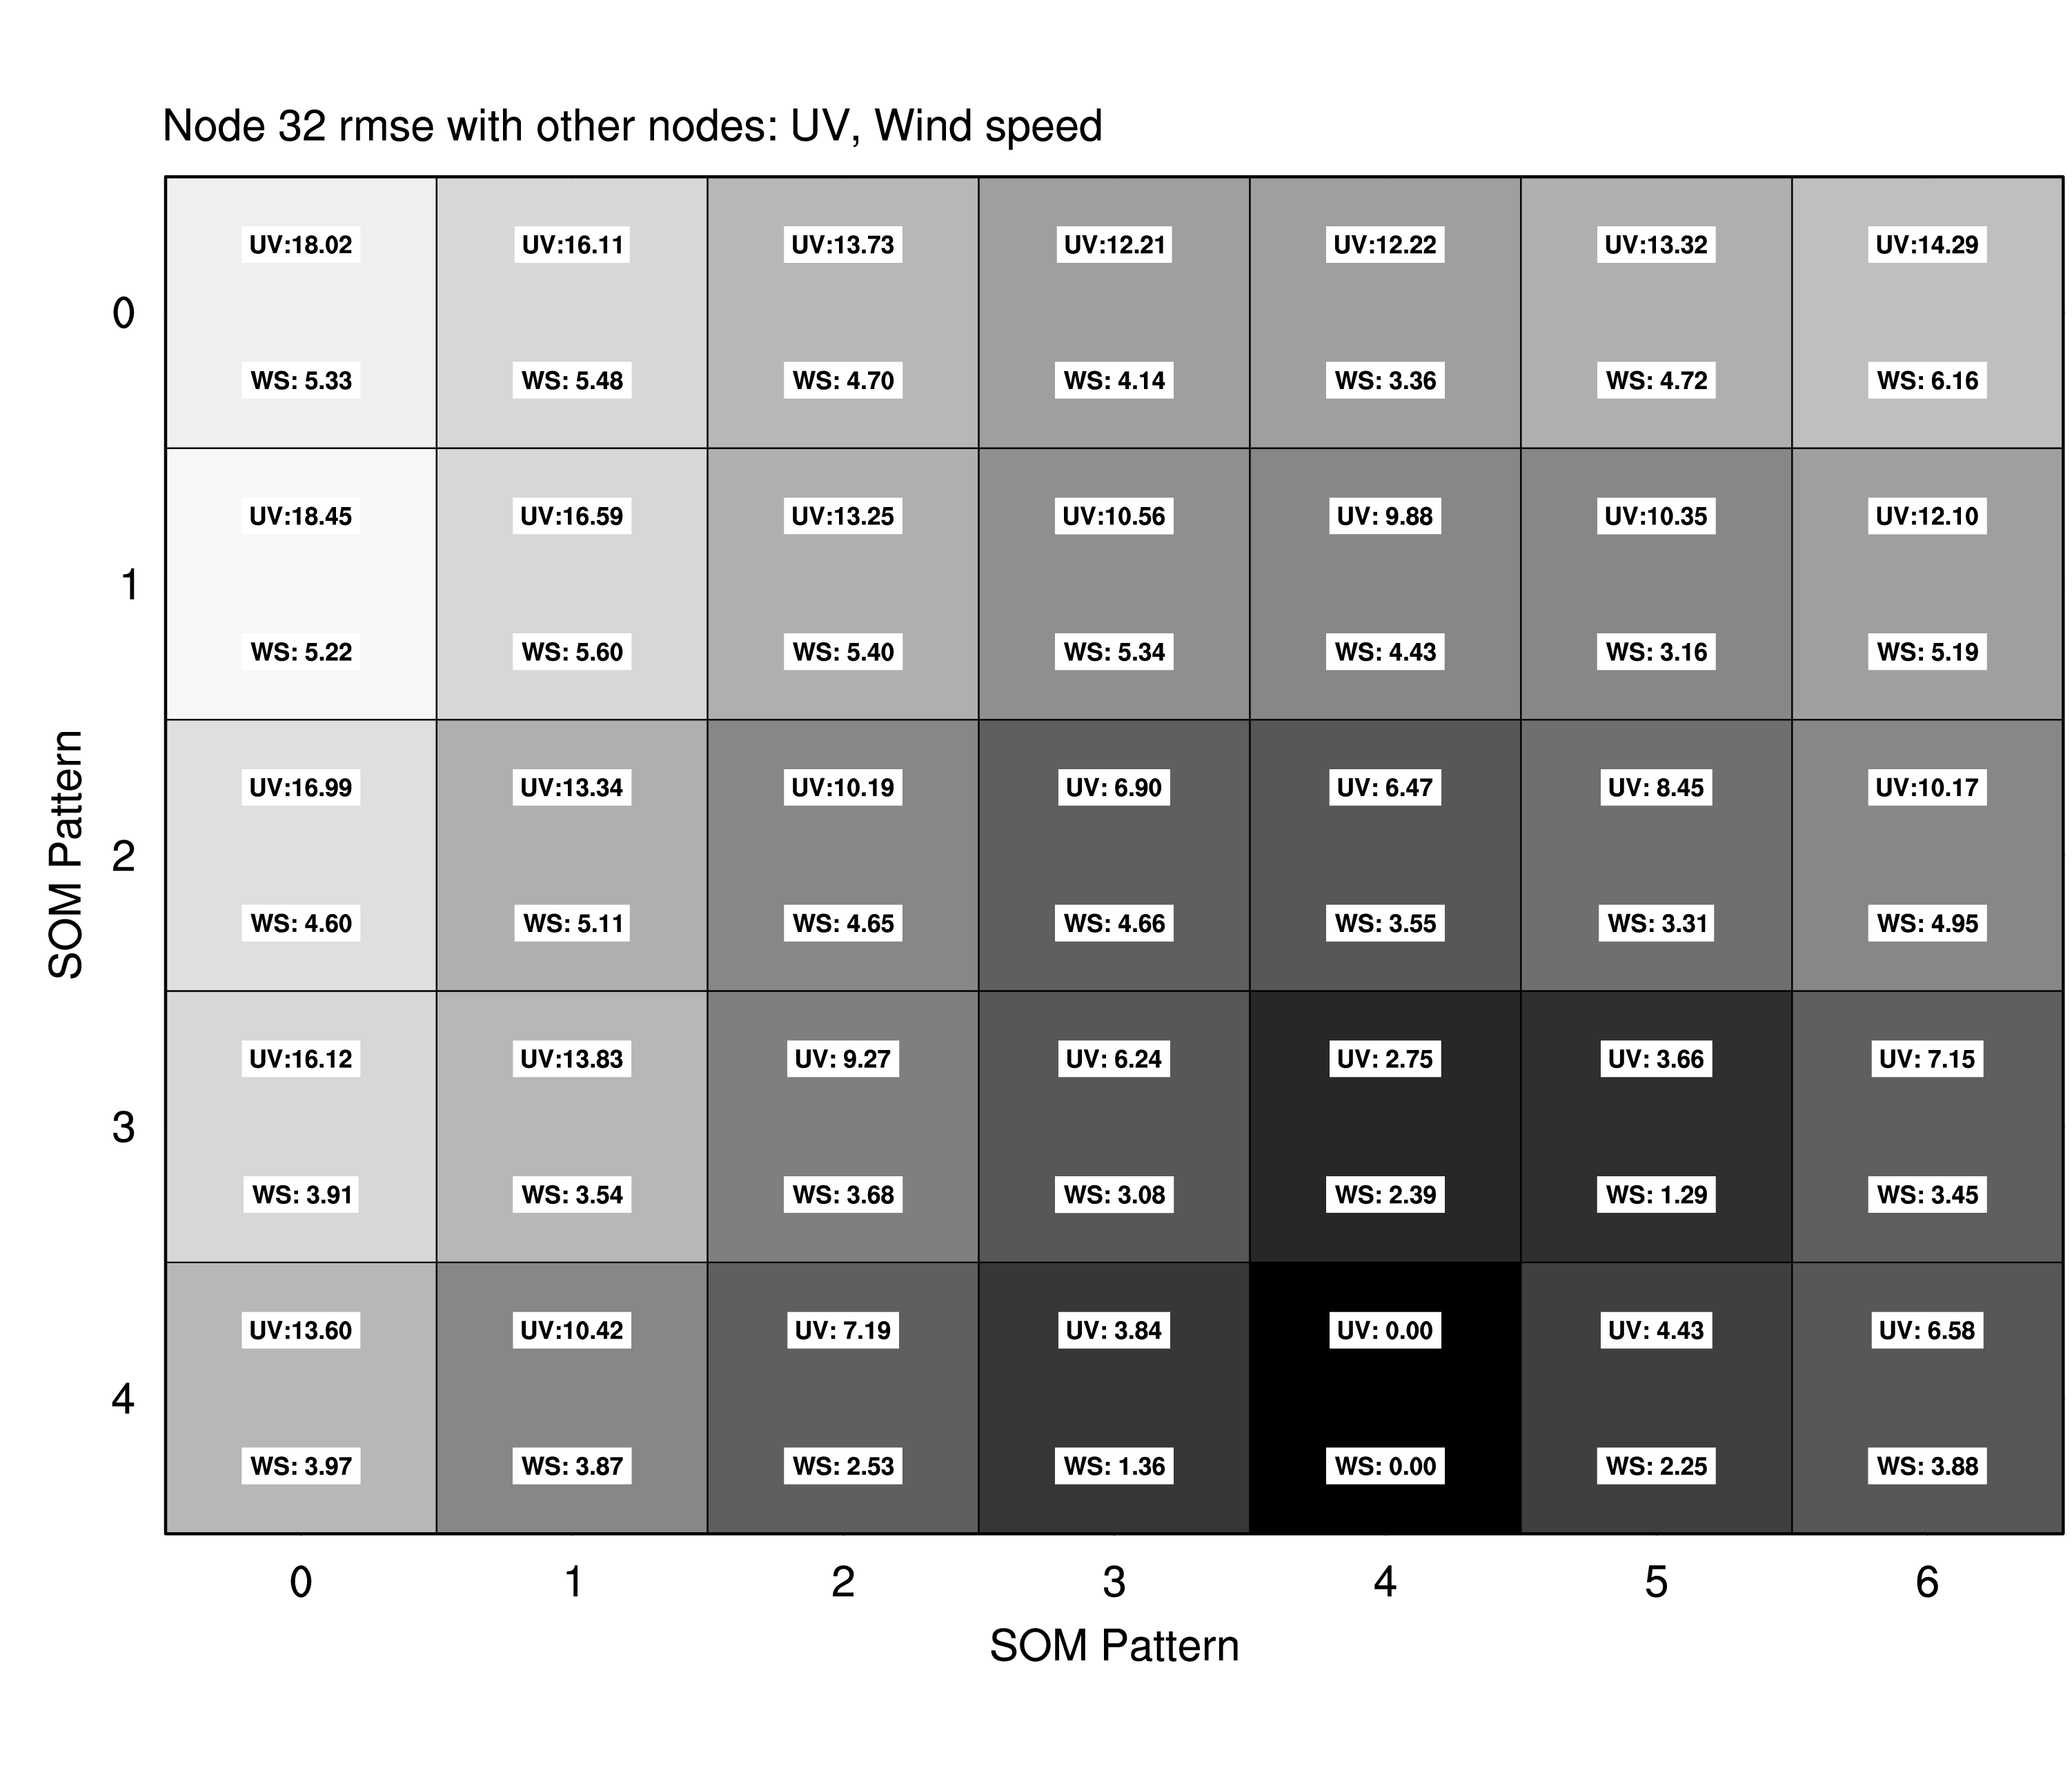 Node 32 rmse with other nodes: UV, Wind speed
UV:18.02 UV:16.11 UV:13.73 UV:12.21 UV:12.22 UV:13.32 UV:14.29
0
WS: 5.33 WS: 5.48 WS: 4.70 WS: 4.14 WS: 3.36 WS: 4.72 WS: 6.16
UV:18.45 UV:16.59 UV:13.25 UV:10.56 UV: 9.88 UV:10.35 UV:12.10
1
WS: 5.22 WS: 5.60 WS: 5.40 WS: 5.34 WS: 4.43 WS: 3.16 WS: 5.19
UV:16.99 UV:13.34 UV:10.19 UV: 6.90 UV: 6.47 UV: 8.45 UV:10.17
SOM Pattern
2
WS: 4.60 WS: 5.11 WS: 4.65 WS: 4.66 WS: 3.55 WS: 3.31 WS: 4.95
UV:16.12 UV:13.83 UV: 9.27 UV: 6.24 UV: 2.75 UV: 3.66 UV: 7.15
3
WS: 3.91 WS: 3.54 WS: 3.68 WS: 3.08 WS: 2.39 WS: 1.29 WS: 3.45
UV:13.60 UV:10.42 UV: 7.19 UV: 3.84 UV: 0.00 UV: 4.43 UV: 6.58
4
WS: 3.97 WS: 3.87 WS: 2.53 WS: 1.36 WS: 0.00 WS: 2.25 WS: 3.88
0 1 2 3 4 5 6
SOM Pattern